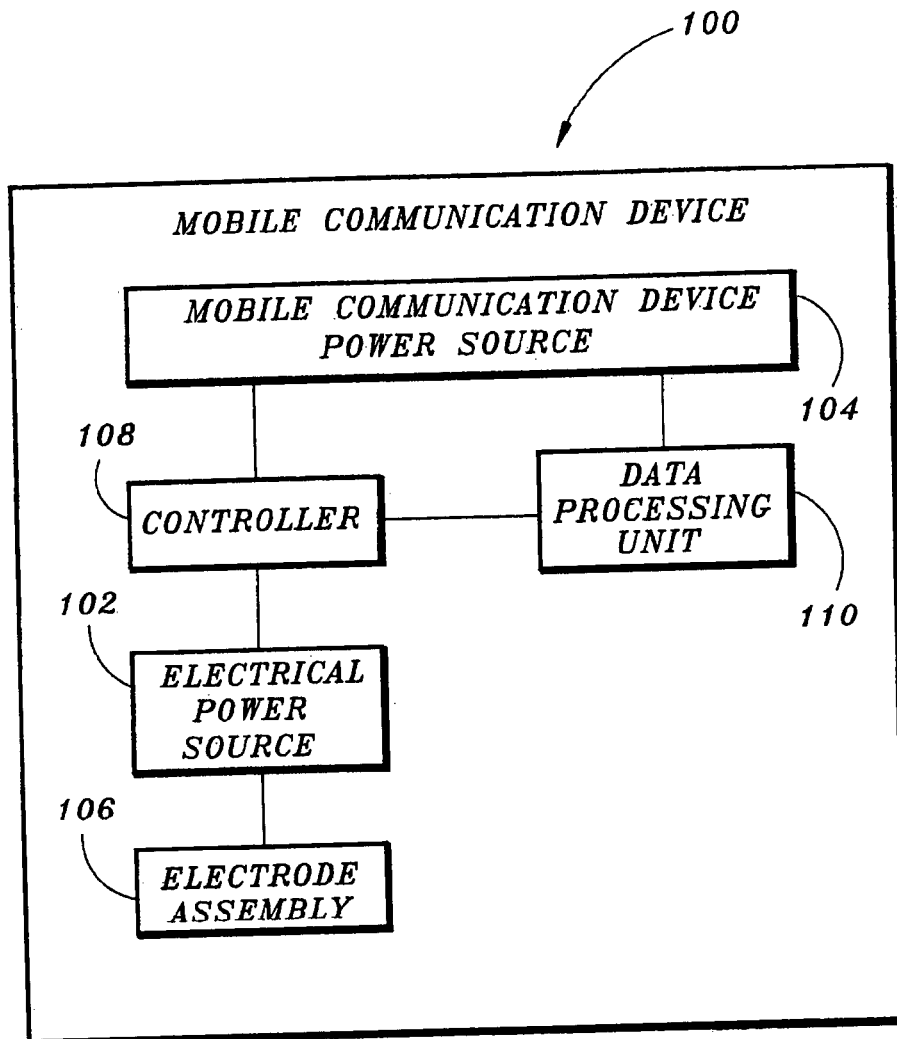 100
MOBILE COMMUNICATION DEVICE
MOBILE COMMUNICATION DEVICE
POWER SOURCE
104
108
CONTROLLER
DATA
PROCESSING
UNIT
110
102
ELECTRICAL
POWER
SOURCE
106
ELECTRODE
ASSEMBLY